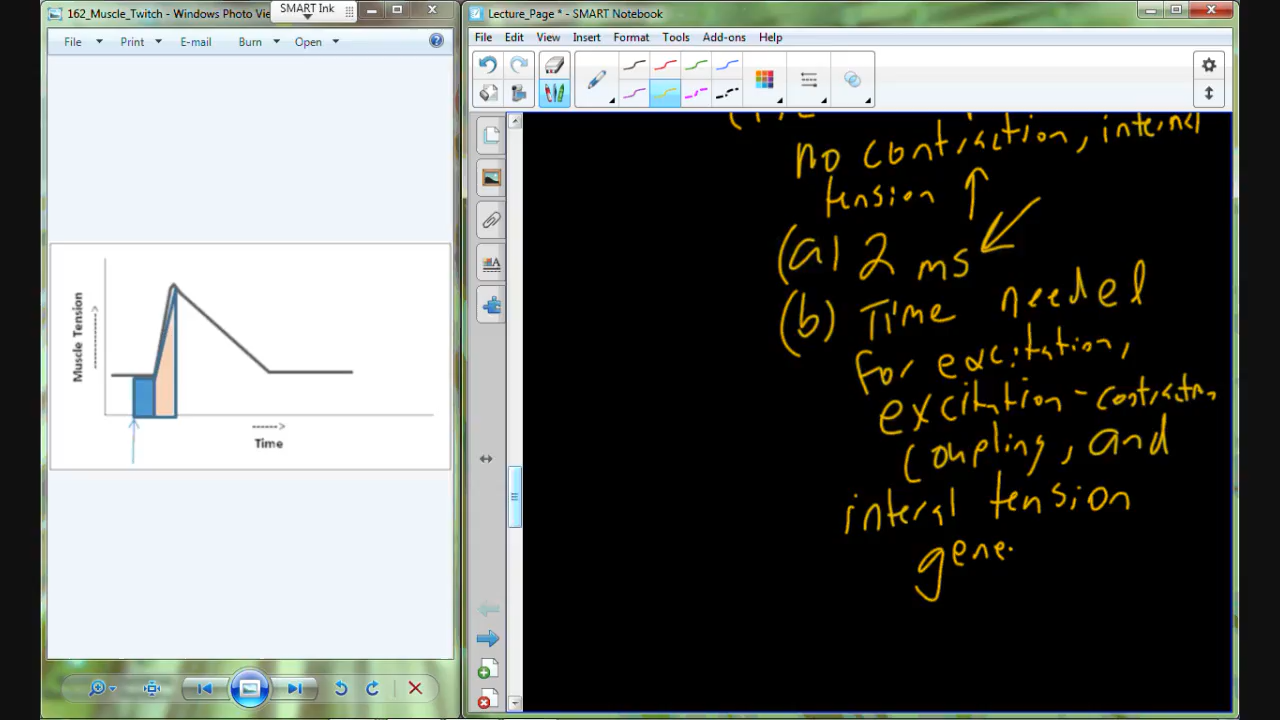 162_Muscle_Twitch - Windows Photo Vie
SMART Ink
File Print E-mail Burn Open
Muscle Tension
---->
Time
Lecture_Page * - SMART Notebook
File Edit View Insert Format Tools Add-ons Help
no contraction, internal
tension ↑
(a) 2 ms
(b) Time needed
for excitation,
excitation-contraction
coupling, and
interal tension
gene